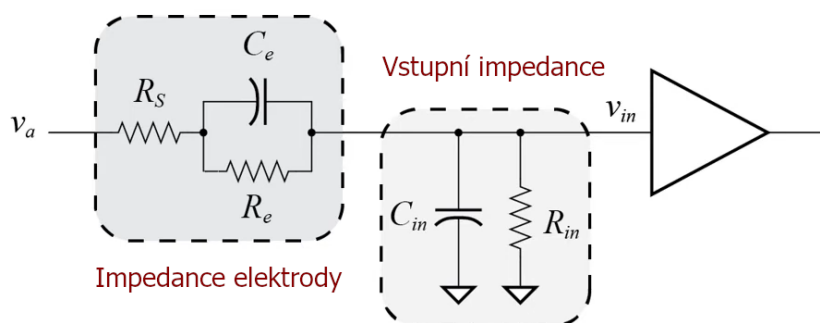 C_e
Vstupní impedance
R_S
v_a
v_in
R_e
C_in
R_in
Impedance elektrody